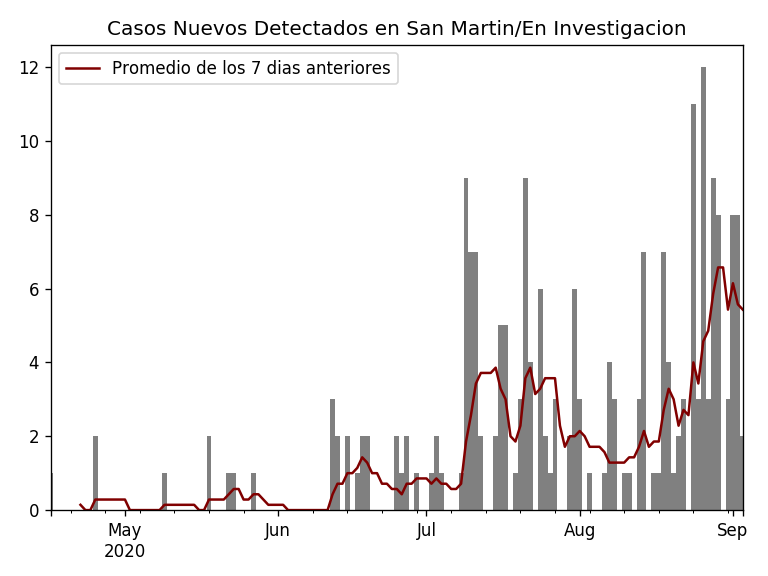 Casos Nuevos Detectados en San Martin/En Investigacion
Promedio de los 7 dias anteriores
12
10
8
6
4
2
0
May
2020
Jun
Jul
Aug
Sep